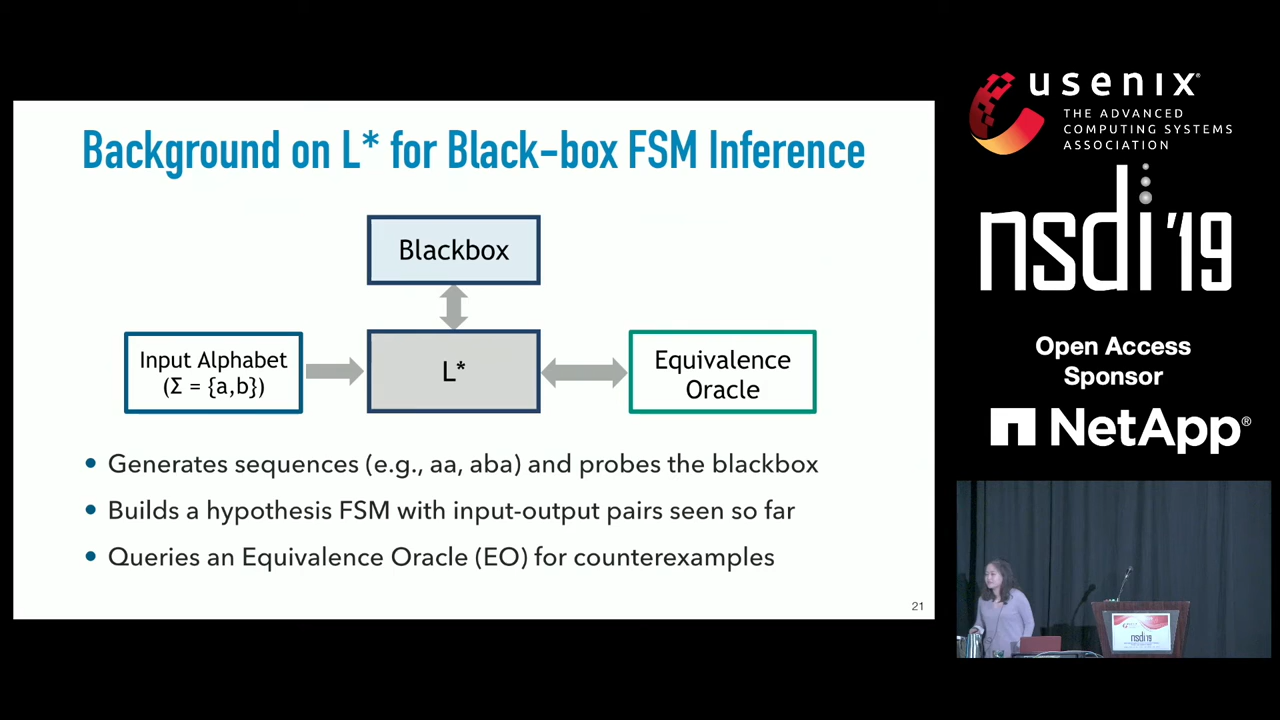 Background on L* for Black-box FSM Inference
Blackbox
Input Alphabet
(Σ = {a,b})
L*
Equivalence
Oracle
• Generates sequences (e.g., aa, aba) and probes the blackbox
• Builds a hypothesis FSM with input-output pairs seen so far
• Queries an Equivalence Oracle (EO) for counterexamples
21
usenix®
THE ADVANCED
COMPUTING SYSTEMS
ASSOCIATION
nsdi '19
Open Access
Sponsor
NetApp®
nsdi'19